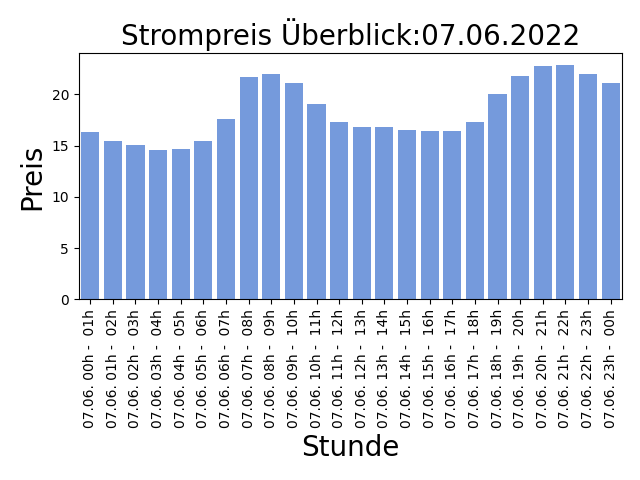 Strompreis Überblick:07.06.2022
Preis
20
15
10
5
0
07.06. 00h - 01h
07.06. 01h - 02h
07.06. 02h - 03h
07.06. 03h - 04h
07.06. 04h - 05h
07.06. 05h - 06h
07.06. 06h - 07h
07.06. 07h - 08h
07.06. 08h - 09h
07.06. 09h - 10h
07.06. 10h - 11h
07.06. 11h - 12h
07.06. 12h - 13h
07.06. 13h - 14h
07.06. 14h - 15h
07.06. 15h - 16h
07.06. 16h - 17h
07.06. 17h - 18h
07.06. 18h - 19h
07.06. 19h - 20h
07.06. 20h - 21h
07.06. 21h - 22h
07.06. 22h - 23h
07.06. 23h - 00h
Stunde